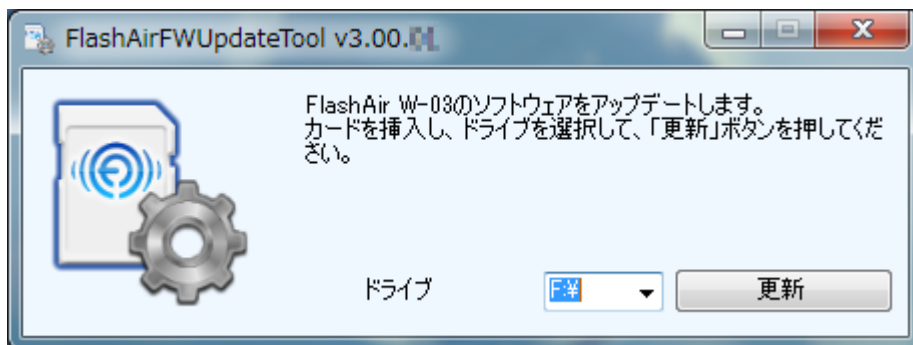 FlashAirFWUpdateTool v3.00.
FlashAir W-03のソフトウェアをアップデートします。
カードを挿入し、ドライブを選択して、「更新」ボタンを押してくだ
さい。
ドライブ
F:¥
更新